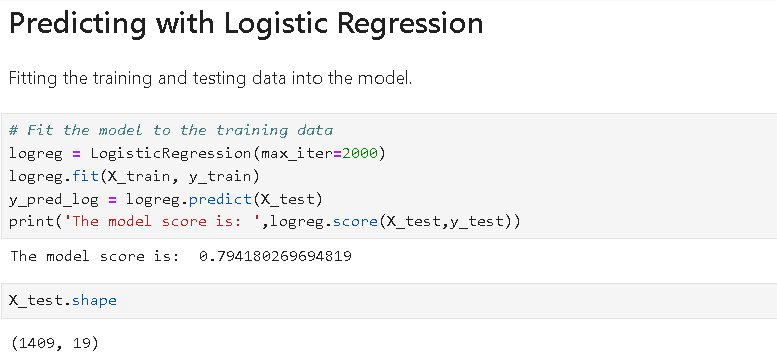 Predicting with Logistic Regression
Fitting the training and testing data into the model.
# Fit the model to the training data
logreg = LogisticRegression(max_iter=2000)
logreg.fit(X_train, y_train)
y_pred_log = logreg.predict(X_test)
print('The model score is: ',logreg.score(X_test,y_test))
The model score is:  0.794180269694819
X_test.shape
(1409, 19)